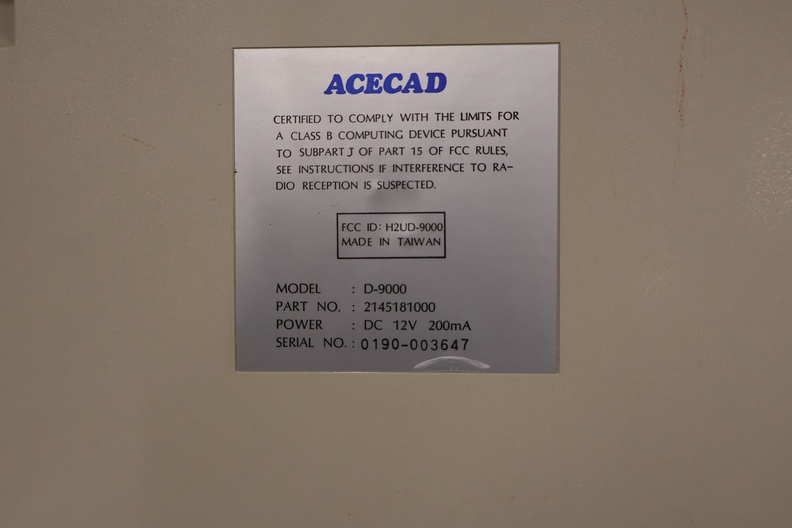 ACECAD
CERTIFIED TO COMPLY WITH THE LIMITS FOR
A CLASS B COMPUTING DEVICE PURSUANT
TO SUBPART J OF PART 15 OF FCC RULES,
SEE INSTRUCTIONS IF INTERFERENCE TO RA-
DIO RECEPTION IS SUSPECTED.
FCC ID: H2UD-9000
MADE IN TAIWAN
MODEL : D-9000
PART NO. : 2145181000
POWER : DC 12V 200mA
SERIAL NO. : 0190-003647